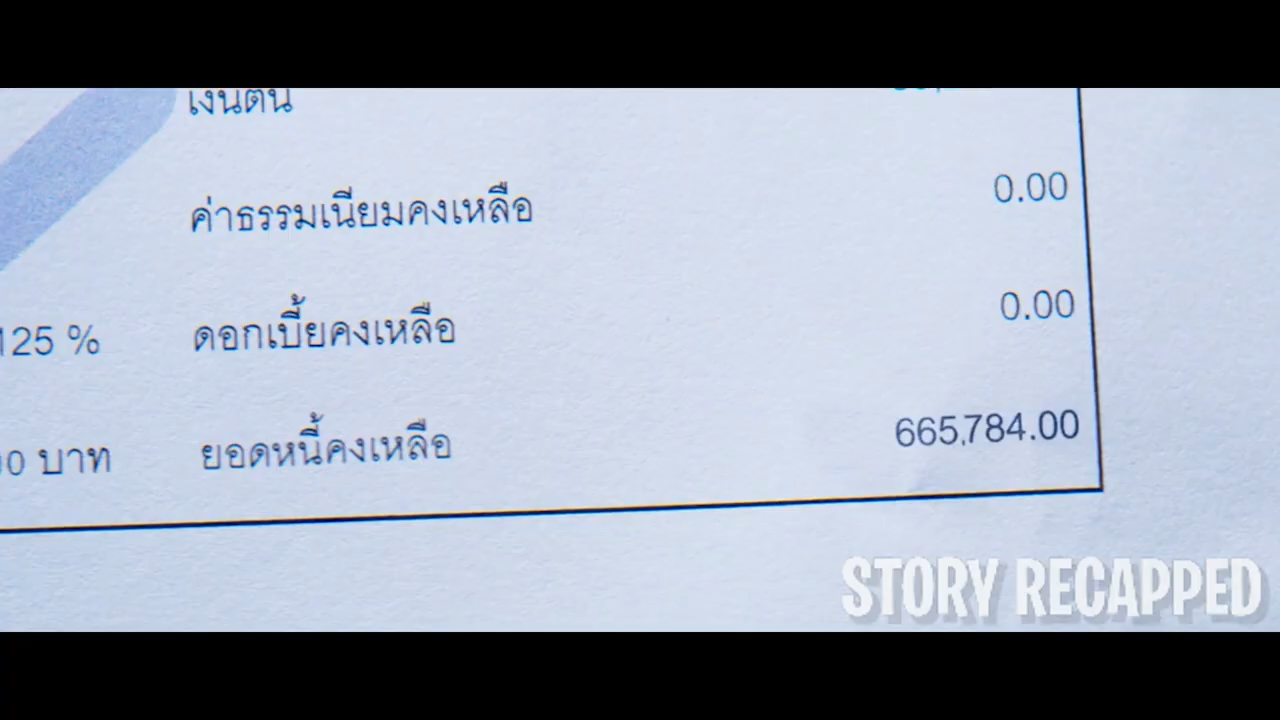 เงินต้น
ค่าธรรมเนียมคงเหลือ 0.00
125 % ดอกเบี้ยคงเหลือ 0.00
00 บาท ยอดหนี้คงเหลือ 665,784.00
STORY RECAPPED